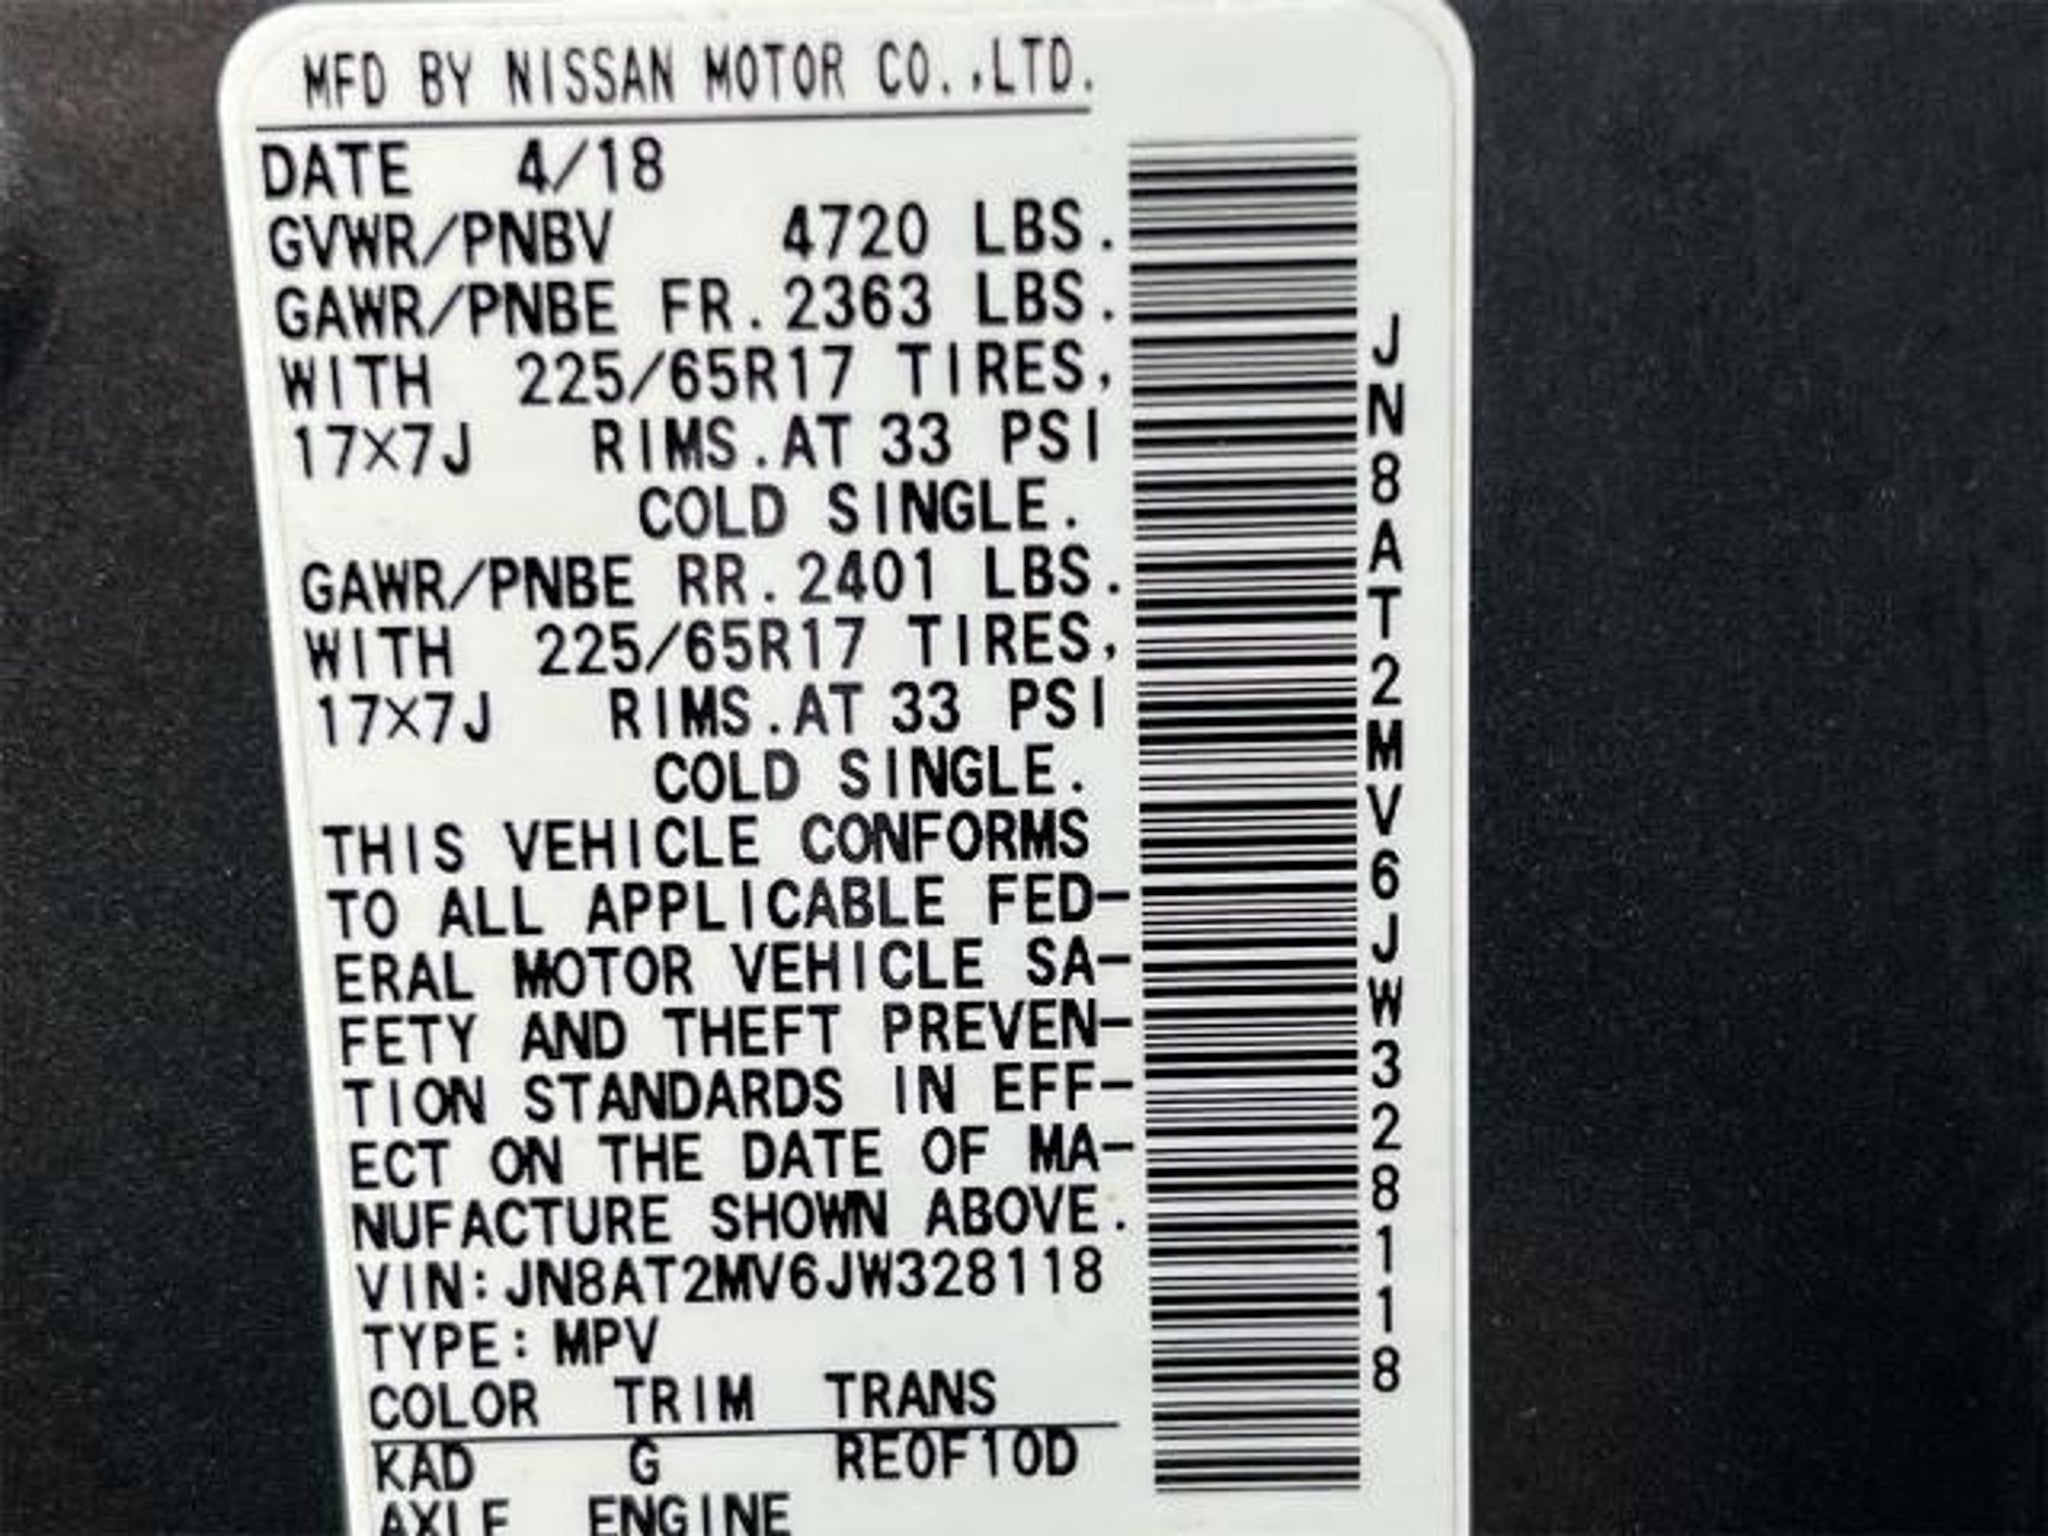 MFD BY NISSAN MOTOR CO.,LTD.
DATE 4/18
GVWR/PNBV 4720 LBS.
GAWR/PNBE FR.2363 LBS.
WITH 225/65R17 TIRES,
17×7J RIMS.AT 33 PSI
COLD SINGLE.
GAWR/PNBE RR.2401 LBS.
WITH 225/65R17 TIRES,
17×7J RIMS.AT 33 PSI
COLD SINGLE.
THIS VEHICLE CONFORMS
TO ALL APPLICABLE FED-
ERAL MOTOR VEHICLE SA-
FETY AND THEFT PREVEN-
TION STANDARDS IN EFF-
ECT ON THE DATE OF MA-
NUFACTURE SHOWN ABOVE.
VIN:JN8AT2MV6JW328118
TYPE:MPV
COLOR TRIM TRANS
KAD G RE0F10D
AXLE ENGINE
JN8AT2MV6JW328118